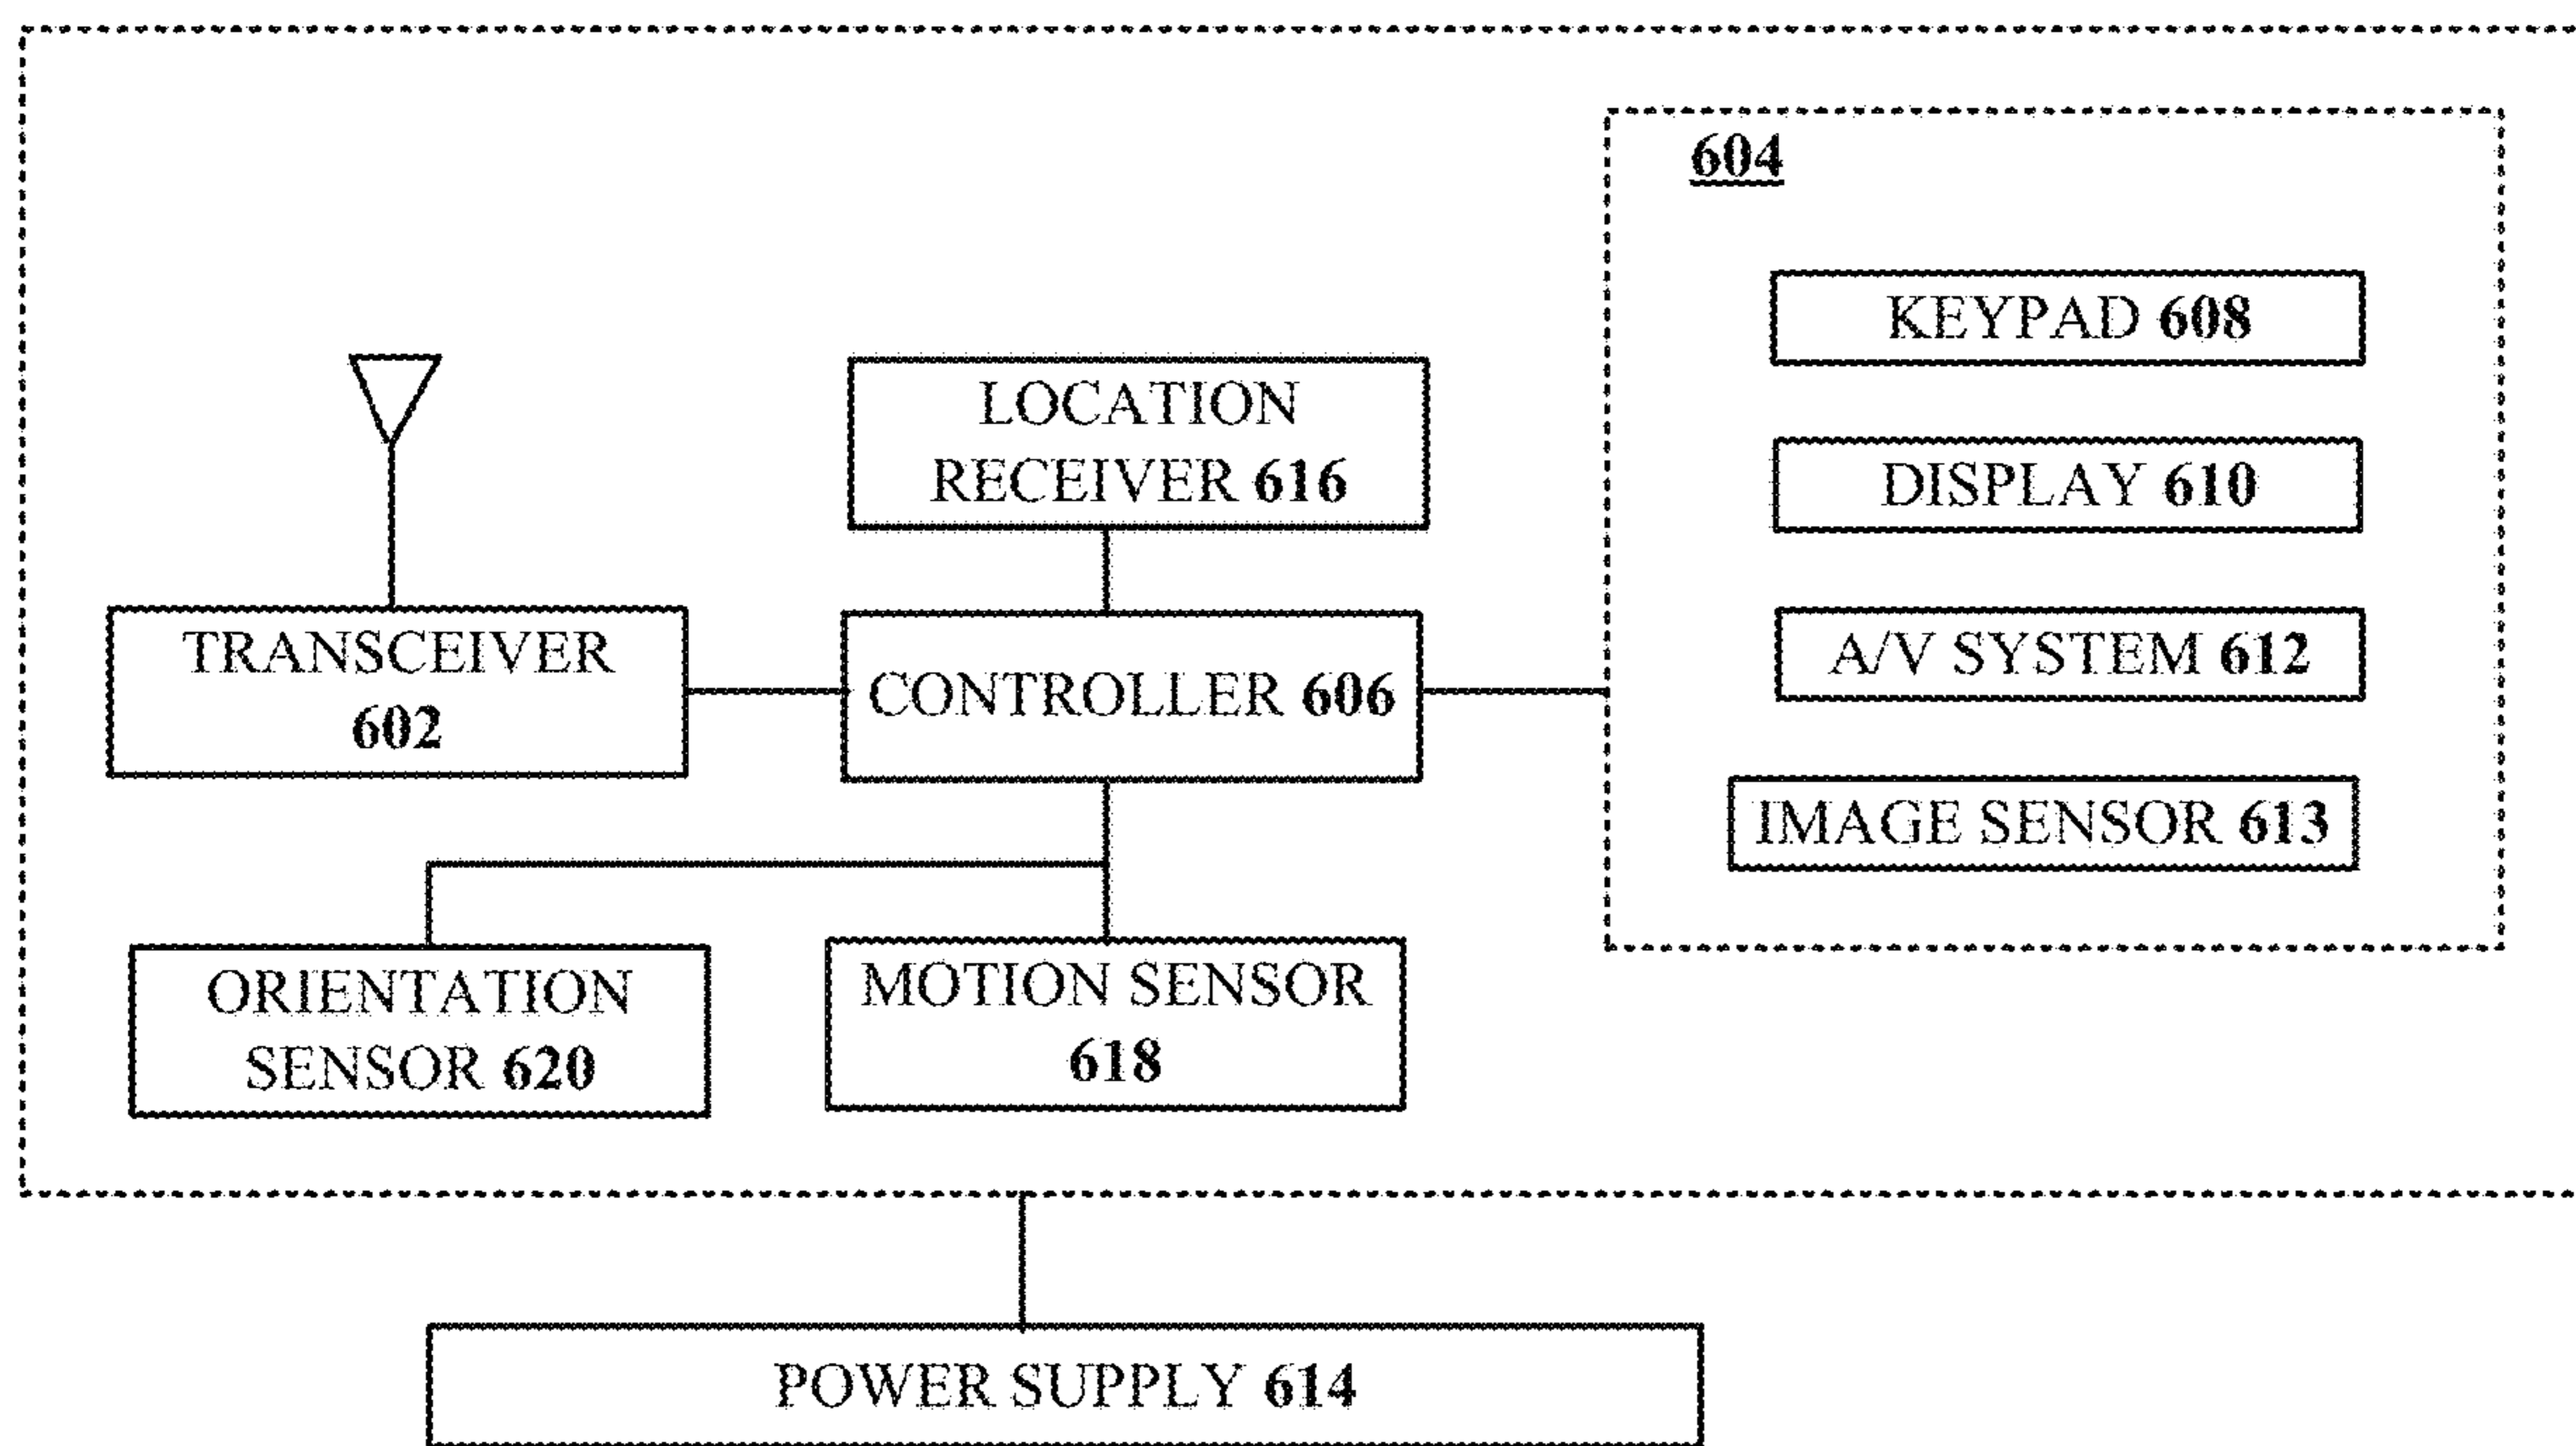 604
KEYPAD 608
LOCATION
RECEIVER 616
DISPLAY 610
TRANSCEIVER
602
CONTROLLER 606
A/V SYSTEM 612
IMAGE SENSOR 613
ORIENTATION
SENSOR 620
MOTION SENSOR
618
POWER SUPPLY 614